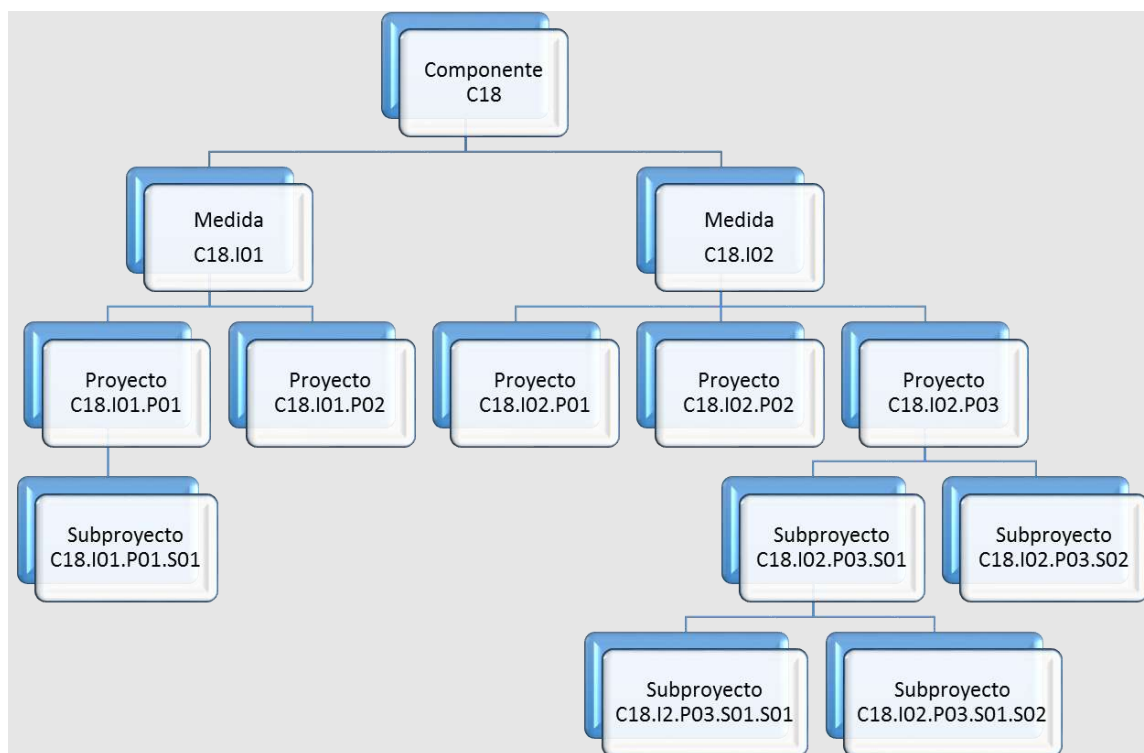 Componente
C18
Medida
C18.I01
Medida
C18.I02
Proyecto
C18.I01.P01
Proyecto
C18.I01.P02
Proyecto
C18.I02.P01
Proyecto
C18.I02.P02
Proyecto
C18.I02.P03
Subproyecto
C18.I01.P01.S01
Subproyecto
C18.I02.P03.S01
Subproyecto
C18.I02.P03.S02
Subproyecto
C18.I2.P03.S01.S01
Subproyecto
C18.I02.P03.S01.S02